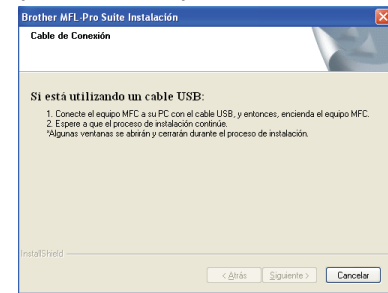 Brother MFL-Pro Suite Instalación
Cable de Conexión
Si está utilizando un cable USB:
1. Conecte el equipo MFC a su PC con el cable USB, y entonces, encienda el equipo MFC.
2. Espere a que el proceso de instalación continúe.
*Algunas ventanas se abrirán y cerrarán durante el proceso de instalación.
InstallShield
< Atrás Siguiente > Cancelar